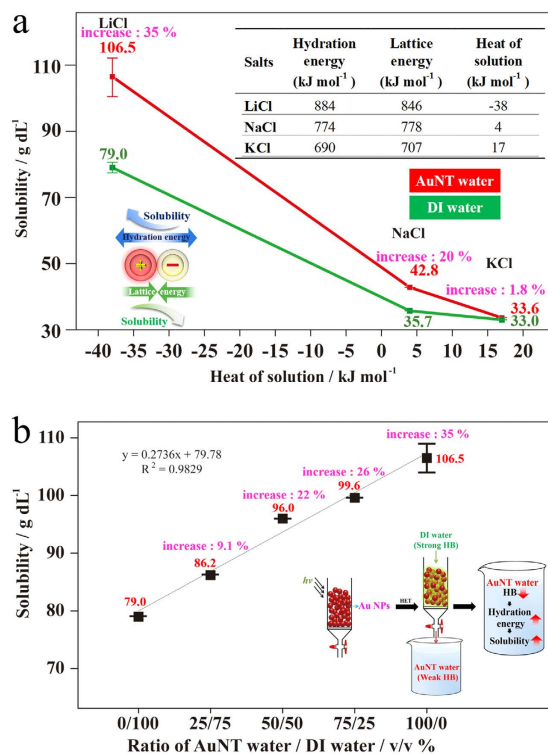 a
LiCl
increase : 35 %
106.5
Salts Hydration energy (kJ mol-1) Lattice energy (kJ mol-1) Heat of solution (kJ mol-1)
LiCl 884 846 -38
NaCl 774 778 4
KCl 690 707 17
110
90
70
50
30
Solubility / g dL-1
79.0
AuNT water
DI water
Solubility
Hydration energy
+ −
Lattice energy
Solubility
NaCl
increase : 20 %
42.8
35.7
KCl
increase : 1.8 %
33.6
33.0
-40 -35 -30 -25 -20 -15 -10 -5 0 5 10 15 20
Heat of solution / kJ mol-1
b
y = 0.2736x + 79.78
R2 = 0.9829
110
100
90
80
70
Solubility / g dL-1
79.0
increase : 9.1 %
86.2
increase : 22 %
96.0
increase : 26 %
99.6
increase : 35 %
106.5
DI water
(Strong HB)
hν
Au NPs
HET
AuNT water
(Weak HB)
AuNT water
HB
Hydration
energy
Solubility
0/100 25/75 50/50 75/25 100/0
Ratio of AuNT water / DI water / v/v %